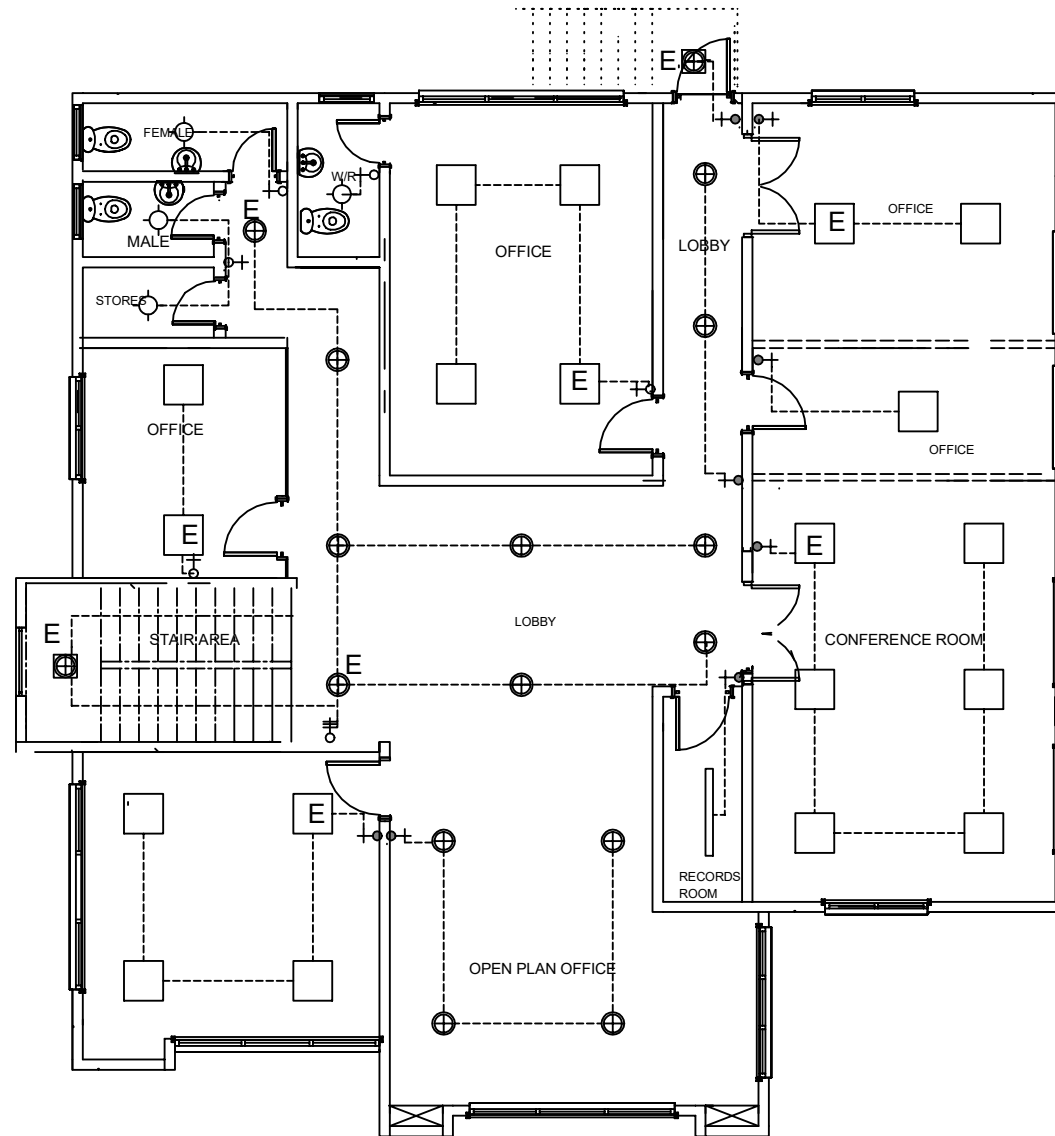 E
FEMALE
W/R
E
MALE
OFFICE
LOBBY
E
OFFICE
STORES
E
OFFICE
OFFICE
E
E
E
STAIR AREA
LOBBY
CONFERENCE ROOM
E
E
RECORDS
ROOM
OPEN PLAN OFFICE